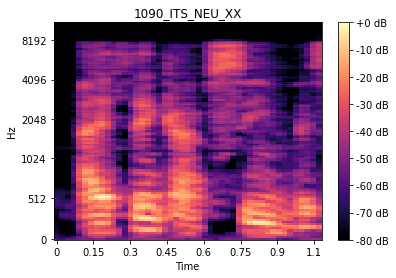 1090_ITS_NEU_XX
8192
4096
2048
1024
512
0
Hz
0 0.15 0.3 0.45 0.6 0.75 0.9 1.1
Time
+0 dB
-10 dB
-20 dB
-30 dB
-40 dB
-50 dB
-60 dB
-70 dB
-80 dB